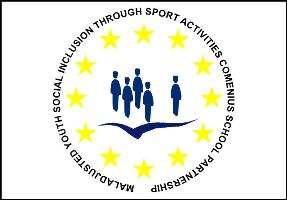 MALADJUSTED YOUTH SOCIAL INCLUSION THROUGH SPORT ACTIVITIES COMENIUS SCHOOL PARTNERSHIP